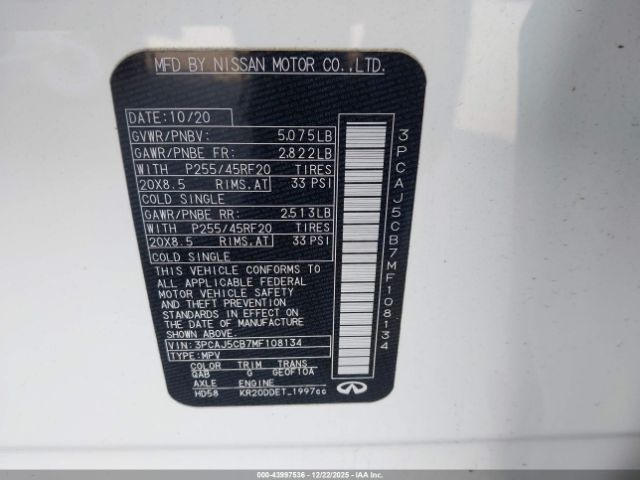 MFD BY NISSAN MOTOR CO.,LTD.
DATE: 10/20
GVWR/PNBV: 5.075LB
GAWR/PNBE FR: 2.822LB
WITH P255/45RF20 TIRES
20X8.5 RIMS.AT 33 PSI
COLD SINGLE
GAWR/PNBE RR: 2.513LB
WITH P255/45RF20 TIRES
20X8.5 RIMS.AT 33 PSI
COLD SINGLE
THIS VEHICLE CONFORMS TO
ALL APPLICABLE FEDERAL
MOTOR VEHICLE SAFETY
AND THEFT PREVENTION
STANDARDS IN EFFECT ON
THE DATE OF MANUFACTURE
SHOWN ABOVE.
VIN: 3PCAJ5CB7MF108134
TYPE: MPV
COLOR TRIM TRANS
QAB G GEOF10A
AXLE ENGINE
HD58 KR20DDET_1997cc
3PCAJ5CB7MF108134
INFINITI
000-43997536 - 12/22/2025 - IAA Inc. - Copart